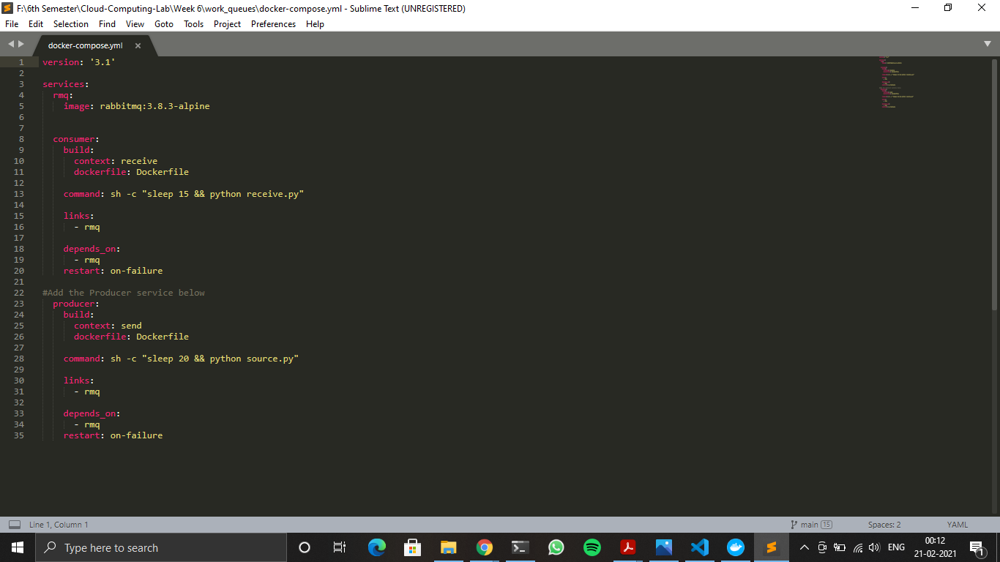 F:\6th Semester\Cloud-Computing-Lab\Week 6\work_queues\docker-compose.yml - Sublime Text (UNREGISTERED)
File Edit Selection Find View Goto Tools Project Preferences Help
docker-compose.yml
1 version: '3.1'
2
3 services:
4 rmq:
5 image: rabbitmq:3.8.3-alpine
6
7
8 consumer:
9 build:
10 context: receive
11 dockerfile: Dockerfile
12
13 command: sh -c "sleep 15 && python receive.py"
14
15 links:
16 - rmq
17
18 depends_on:
19 - rmq
20 restart: on-failure
21
22 #Add the Producer service below
23 producer:
24 build:
25 context: send
26 dockerfile: Dockerfile
27
28 command: sh -c "sleep 20 && python source.py"
29
30 links:
31 - rmq
32
33 depends_on:
34 - rmq
35 restart: on-failure
Line 1, Column 1 main 15 Spaces: 2 YAML
Type here to search
ENG
00:12
21-02-2021
1